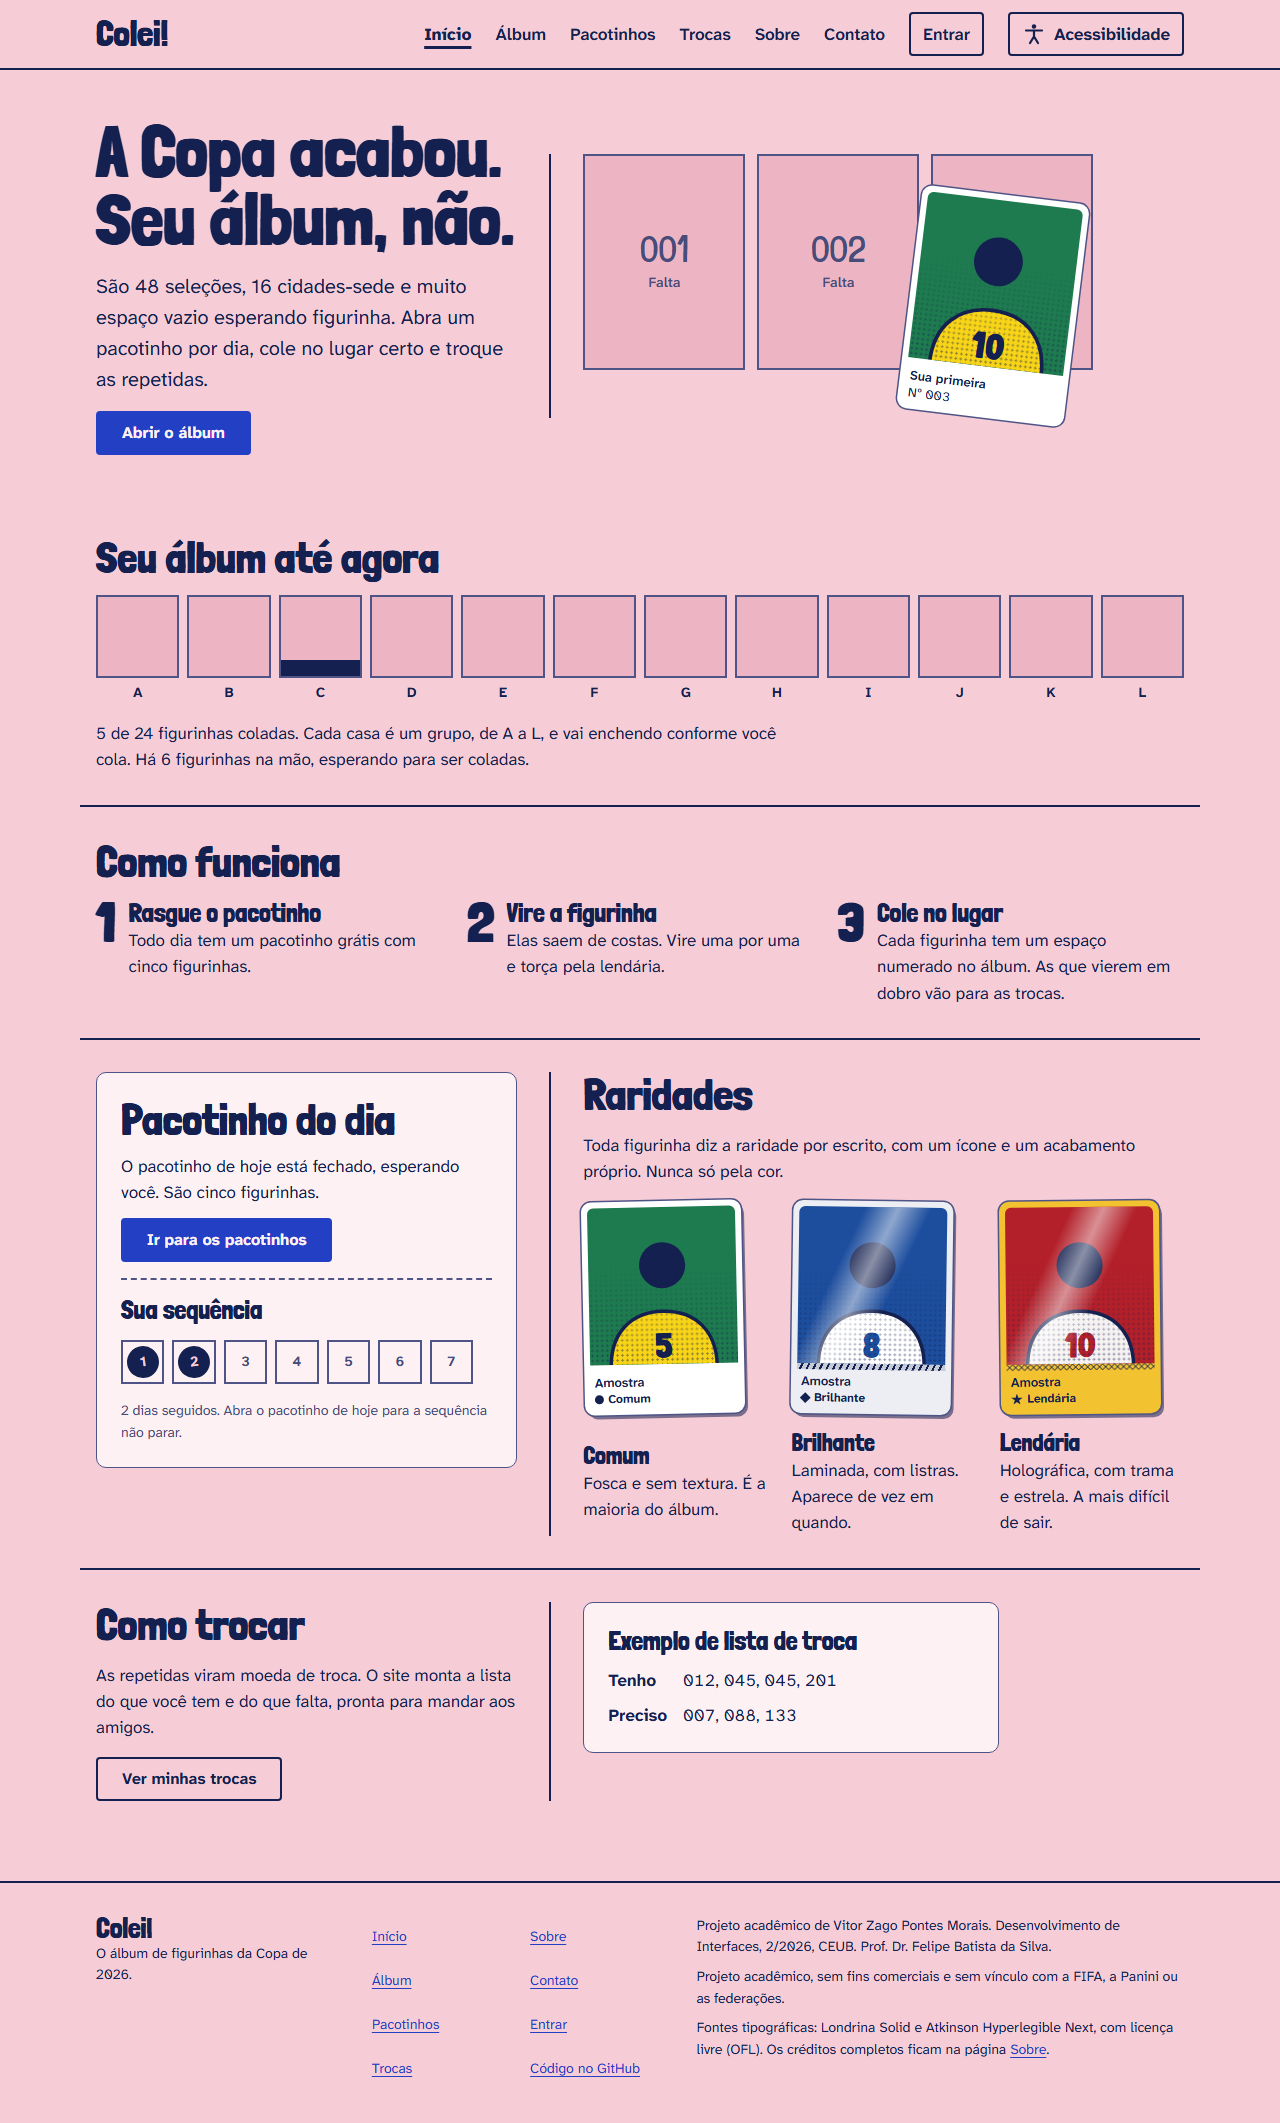 Colei!
Início
Álbum
Pacotinhos
Trocas
Sobre
Contato
Entrar
Acessibilidade
A Copa acabou.
Seu álbum, não.
São 48 seleções, 16 cidades-sede e muito
espaço vazio esperando figurinha. Abra um
pacotinho por dia, cole no lugar certo e troque
as repetidas.
Abrir o álbum
001
Falta
002
Falta
10
Sua primeira
Nº 003
Seu álbum até agora
A
B
C
D
E
F
G
H
I
J
K
L
5 de 24 figurinhas coladas. Cada casa é um grupo, de A a L, e vai enchendo conforme você
cola. Há 6 figurinhas na mão, esperando para ser coladas.
Como funciona
1
Rasgue o pacotinho
Todo dia tem um pacotinho grátis com
cinco figurinhas.
2
Vire a figurinha
Elas saem de costas. Vire uma por uma
e torça pela lendária.
3
Cole no lugar
Cada figurinha tem um espaço
numerado no álbum. As que vierem em
dobro vão para as trocas.
Pacotinho do dia
O pacotinho de hoje está fechado, esperando
você. São cinco figurinhas.
Ir para os pacotinhos
Sua sequência
1
2
3
4
5
6
7
2 dias seguidos. Abra o pacotinho de hoje para a sequência
não parar.
Raridades
Toda figurinha diz a raridade por escrito, com um ícone e um acabamento
próprio. Nunca só pela cor.
5
Amostra
Comum
Comum
Fosca e sem textura. É a
maioria do álbum.
8
Amostra
Brilhante
Brilhante
Laminada, com listras.
Aparece de vez em
quando.
10
Amostra
Lendária
Lendária
Holográfica, com trama
e estrela. A mais difícil
de sair.
Como trocar
As repetidas viram moeda de troca. O site monta a lista
do que você tem e do que falta, pronta para mandar aos
amigos.
Ver minhas trocas
Exemplo de lista de troca
Tenho 012, 045, 045, 201
Preciso 007, 088, 133
Colei!
O álbum de figurinhas da Copa de
2026.
Início
Álbum
Pacotinhos
Trocas
Sobre
Contato
Entrar
Código no GitHub
Projeto acadêmico de Vitor Zago Pontes Morais. Desenvolvimento de
Interfaces, 2/2026, CEUB. Prof. Dr. Felipe Batista da Silva.
Projeto acadêmico, sem fins comerciais e sem vínculo com a FIFA, a Panini ou
as federações.
Fontes tipográficas: Londrina Solid e Atkinson Hyperlegible Next, com licença
livre (OFL). Os créditos completos ficam na página Sobre.